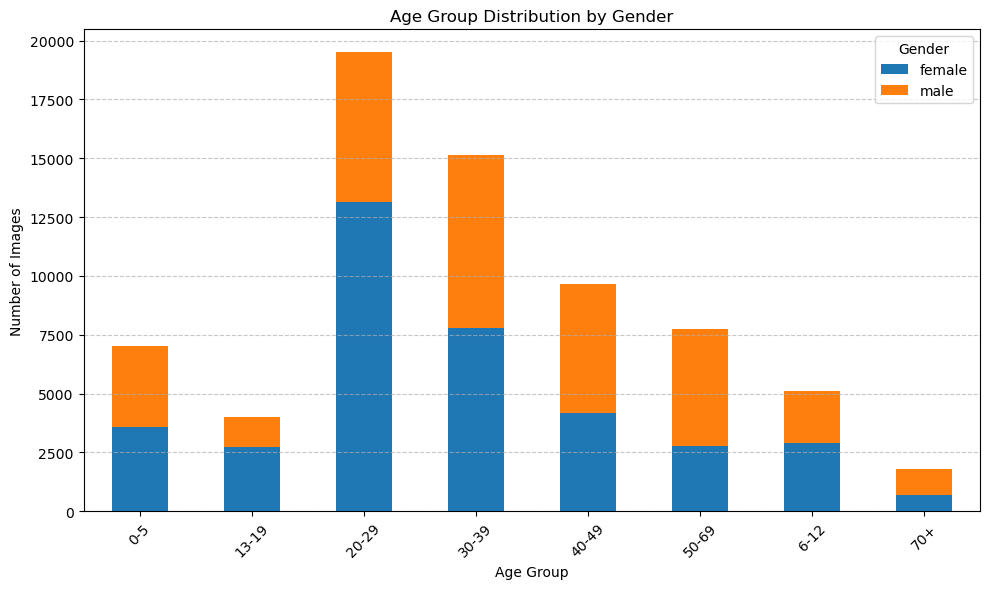 Age Group Distribution by Gender
Number of Images
20000
17500
15000
12500
10000
7500
5000
2500
0
Gender
female
male
0-5
13-19
20-29
30-39
40-49
50-69
6-12
70+
Age Group